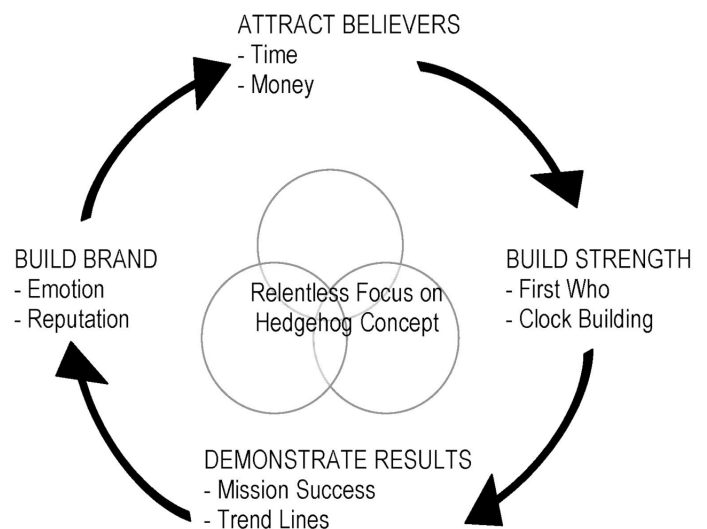 ATTRACT BELIEVERS
- Time
- Money
BUILD STRENGTH
- First Who
- Clock Building
DEMONSTRATE RESULTS
- Mission Success
- Trend Lines
BUILD BRAND
- Emotion
- Reputation
Relentless Focus on
Hedgehog Concept